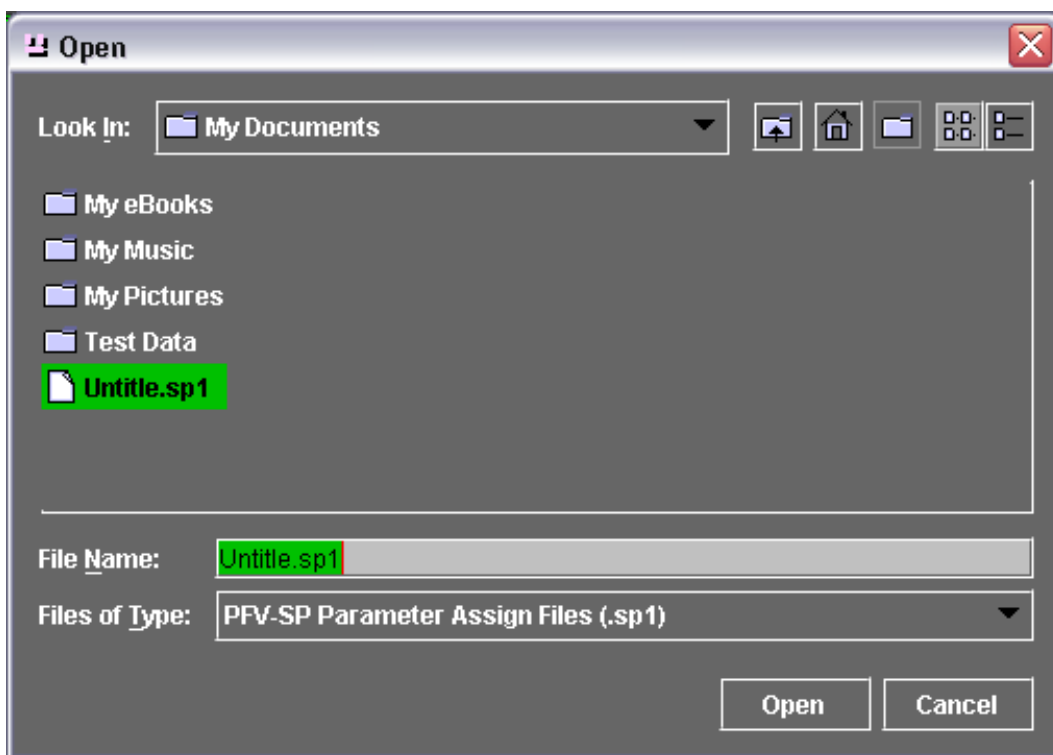 Open
Look In: My Documents
My eBooks
My Music
My Pictures
Test Data
Untitle.sp1
File Name: Untitle.sp1
Files of Type: PFV-SP Parameter Assign Files (.sp1)
Open Cancel